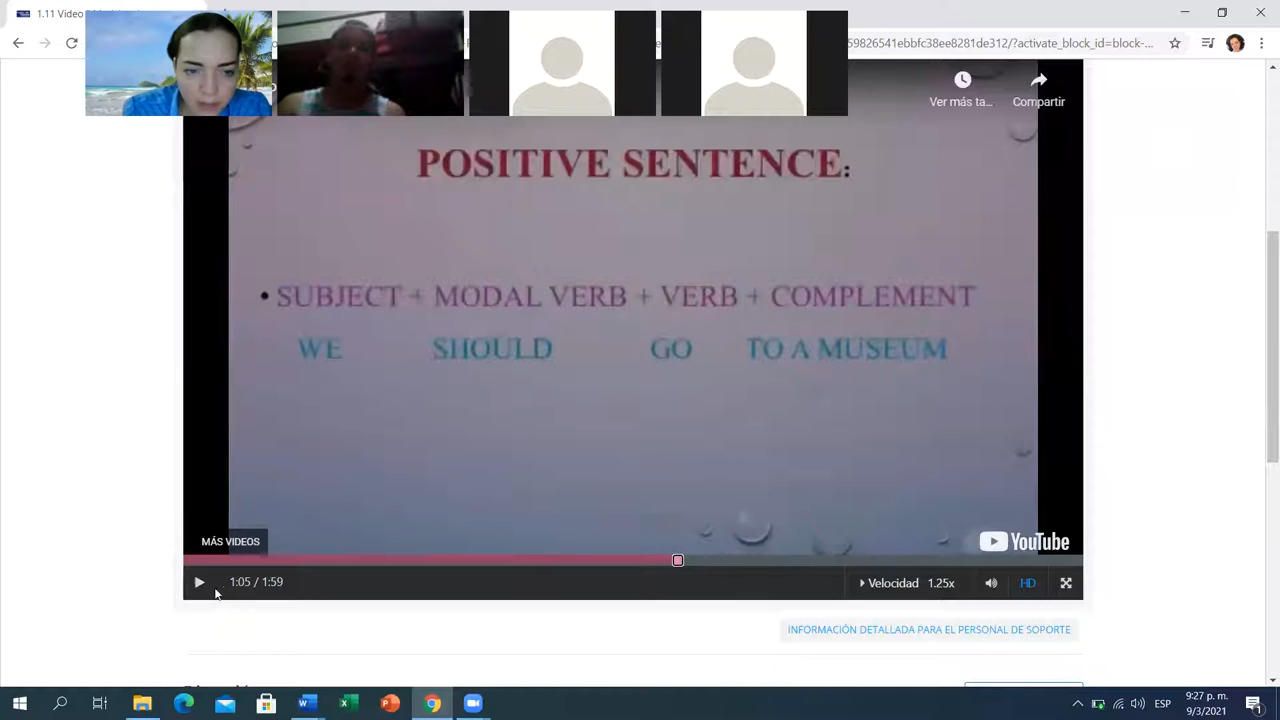 1.11 Video
59826541ebbfc38ee8281de312/?activate_block_id=block-...
Ver más ta...
Compartir
POSITIVE SENTENCE:
• SUBJECT + MODAL VERB + VERB + COMPLEMENT
WE SHOULD GO TO A MUSEUM
MÁS VIDEOS
YouTube
1:05 / 1:59
Velocidad 1.25x
HD
INFORMACIÓN DETALLADA PARA EL PERSONAL DE SOPORTE
ESP
9:27 p. m.
9/3/2021